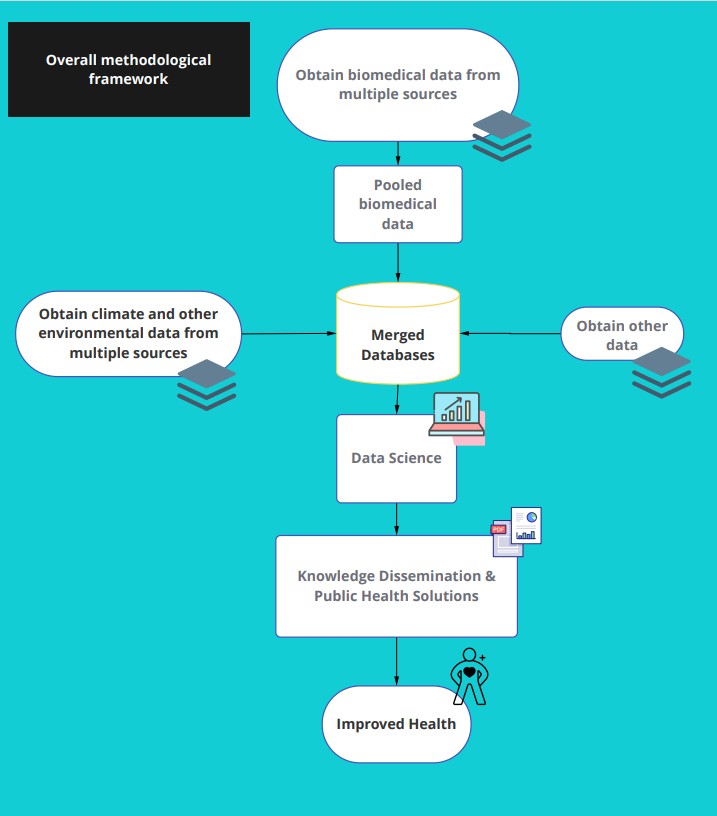 Overall methodological
framework
Obtain biomedical data from
multiple sources
Pooled
biomedical
data
Obtain climate and other
environmental data from
multiple sources
Merged
Databases
Obtain other
data
Data Science
PDF
Knowledge Dissemination &
Public Health Solutions
Improved Health